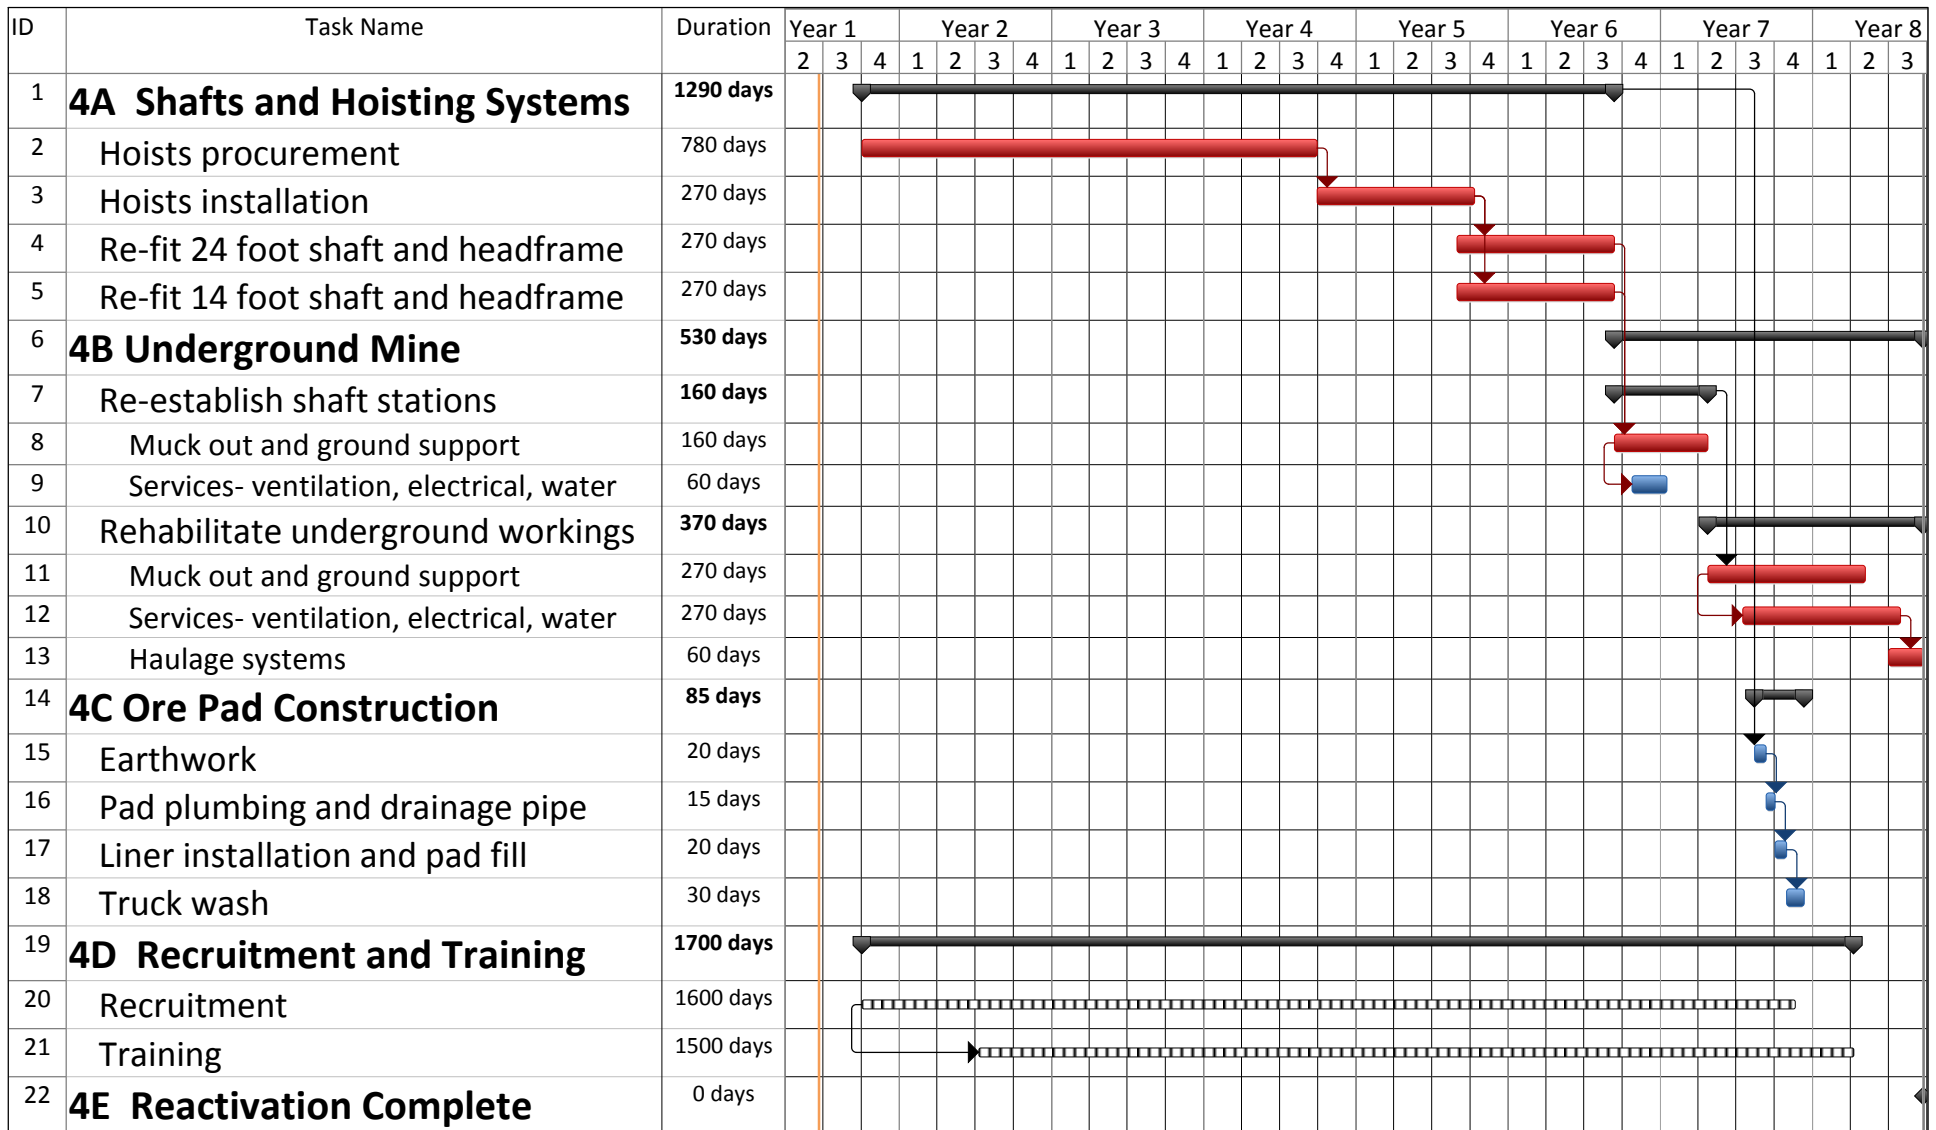 ID Task Name Duration Year 1 Year 2 Year 3 Year 4 Year 5 Year 6 Year 7 Year 8
2 3 4 1 2 3 4 1 2 3 4 1 2 3 4 1 2 3 4 1 2 3 4 1 2 3 4 1 2 3
1 4A Shafts and Hoisting Systems 1290 days
2 Hoists procurement 780 days
3 Hoists installation 270 days
4 Re-fit 24 foot shaft and headframe 270 days
5 Re-fit 14 foot shaft and headframe 270 days
6 4B Underground Mine 530 days
7 Re-establish shaft stations 160 days
8 Muck out and ground support 160 days
9 Services- ventilation, electrical, water 60 days
10 Rehabilitate underground workings 370 days
11 Muck out and ground support 270 days
12 Services- ventilation, electrical, water 270 days
13 Haulage systems 60 days
14 4C Ore Pad Construction 85 days
15 Earthwork 20 days
16 Pad plumbing and drainage pipe 15 days
17 Liner installation and pad fill 20 days
18 Truck wash 30 days
19 4D Recruitment and Training 1700 days
20 Recruitment 1600 days
21 Training 1500 days
22 4E Reactivation Complete 0 days